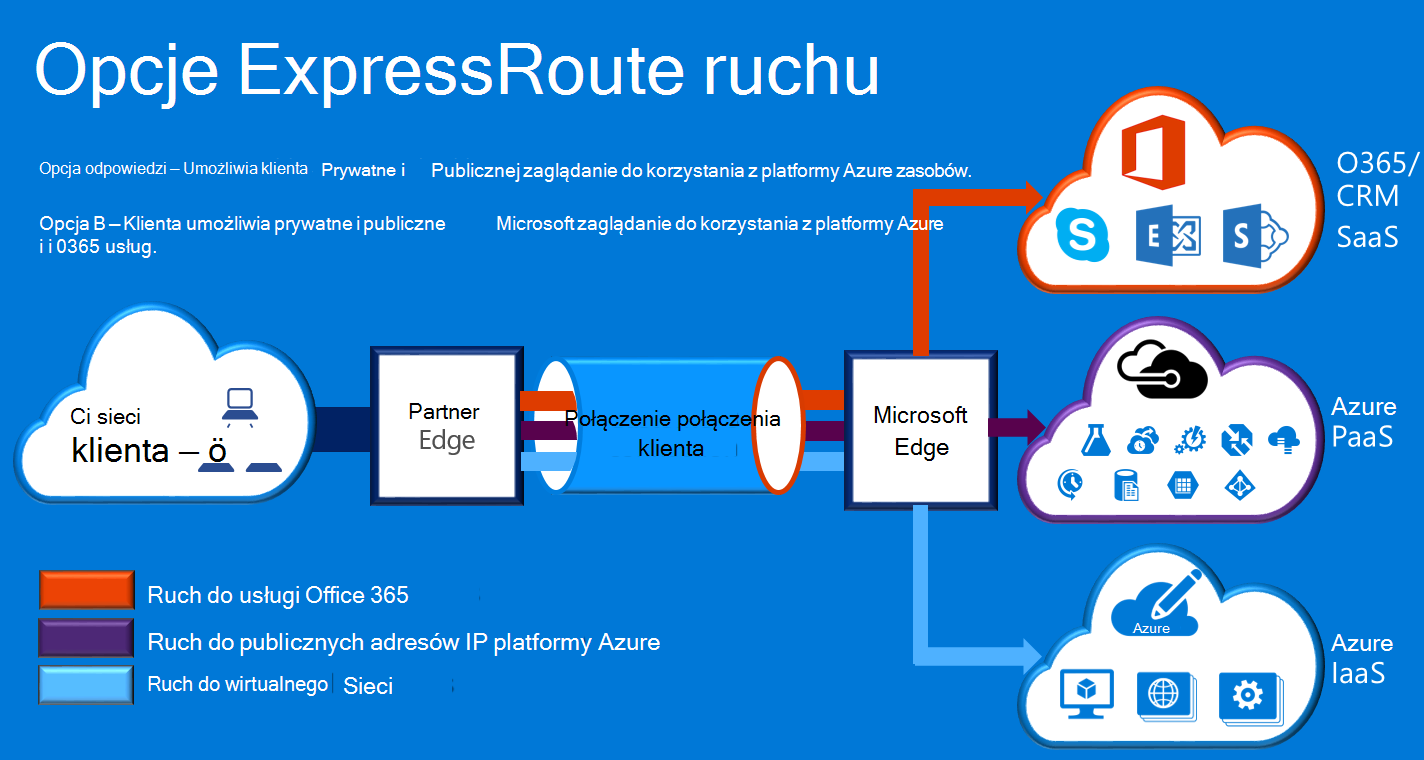 Opcje ExpressRoute ruchu
Opcja odpowiedzi – Umożliwia klienta Prywatne i Publicznej zaglądanie do korzystania z platformy Azure zasobów.
Opcja B – Klienta umożliwia prywatne i publiczne Microsoft zaglądanie do korzystania z platformy Azure
i i 0365 usług.
O365/
CRM
SaaS
S
E
S
Ci sieci
klienta – ö
Partner
Edge
Połączenie połączenia
klienta
Microsoft
Edge
Azure
PaaS
Ruch do usługi Office 365
Ruch do publicznych adresów IP platformy Azure
Ruch do wirtualnego Sieci
Azure
Azure
IaaS